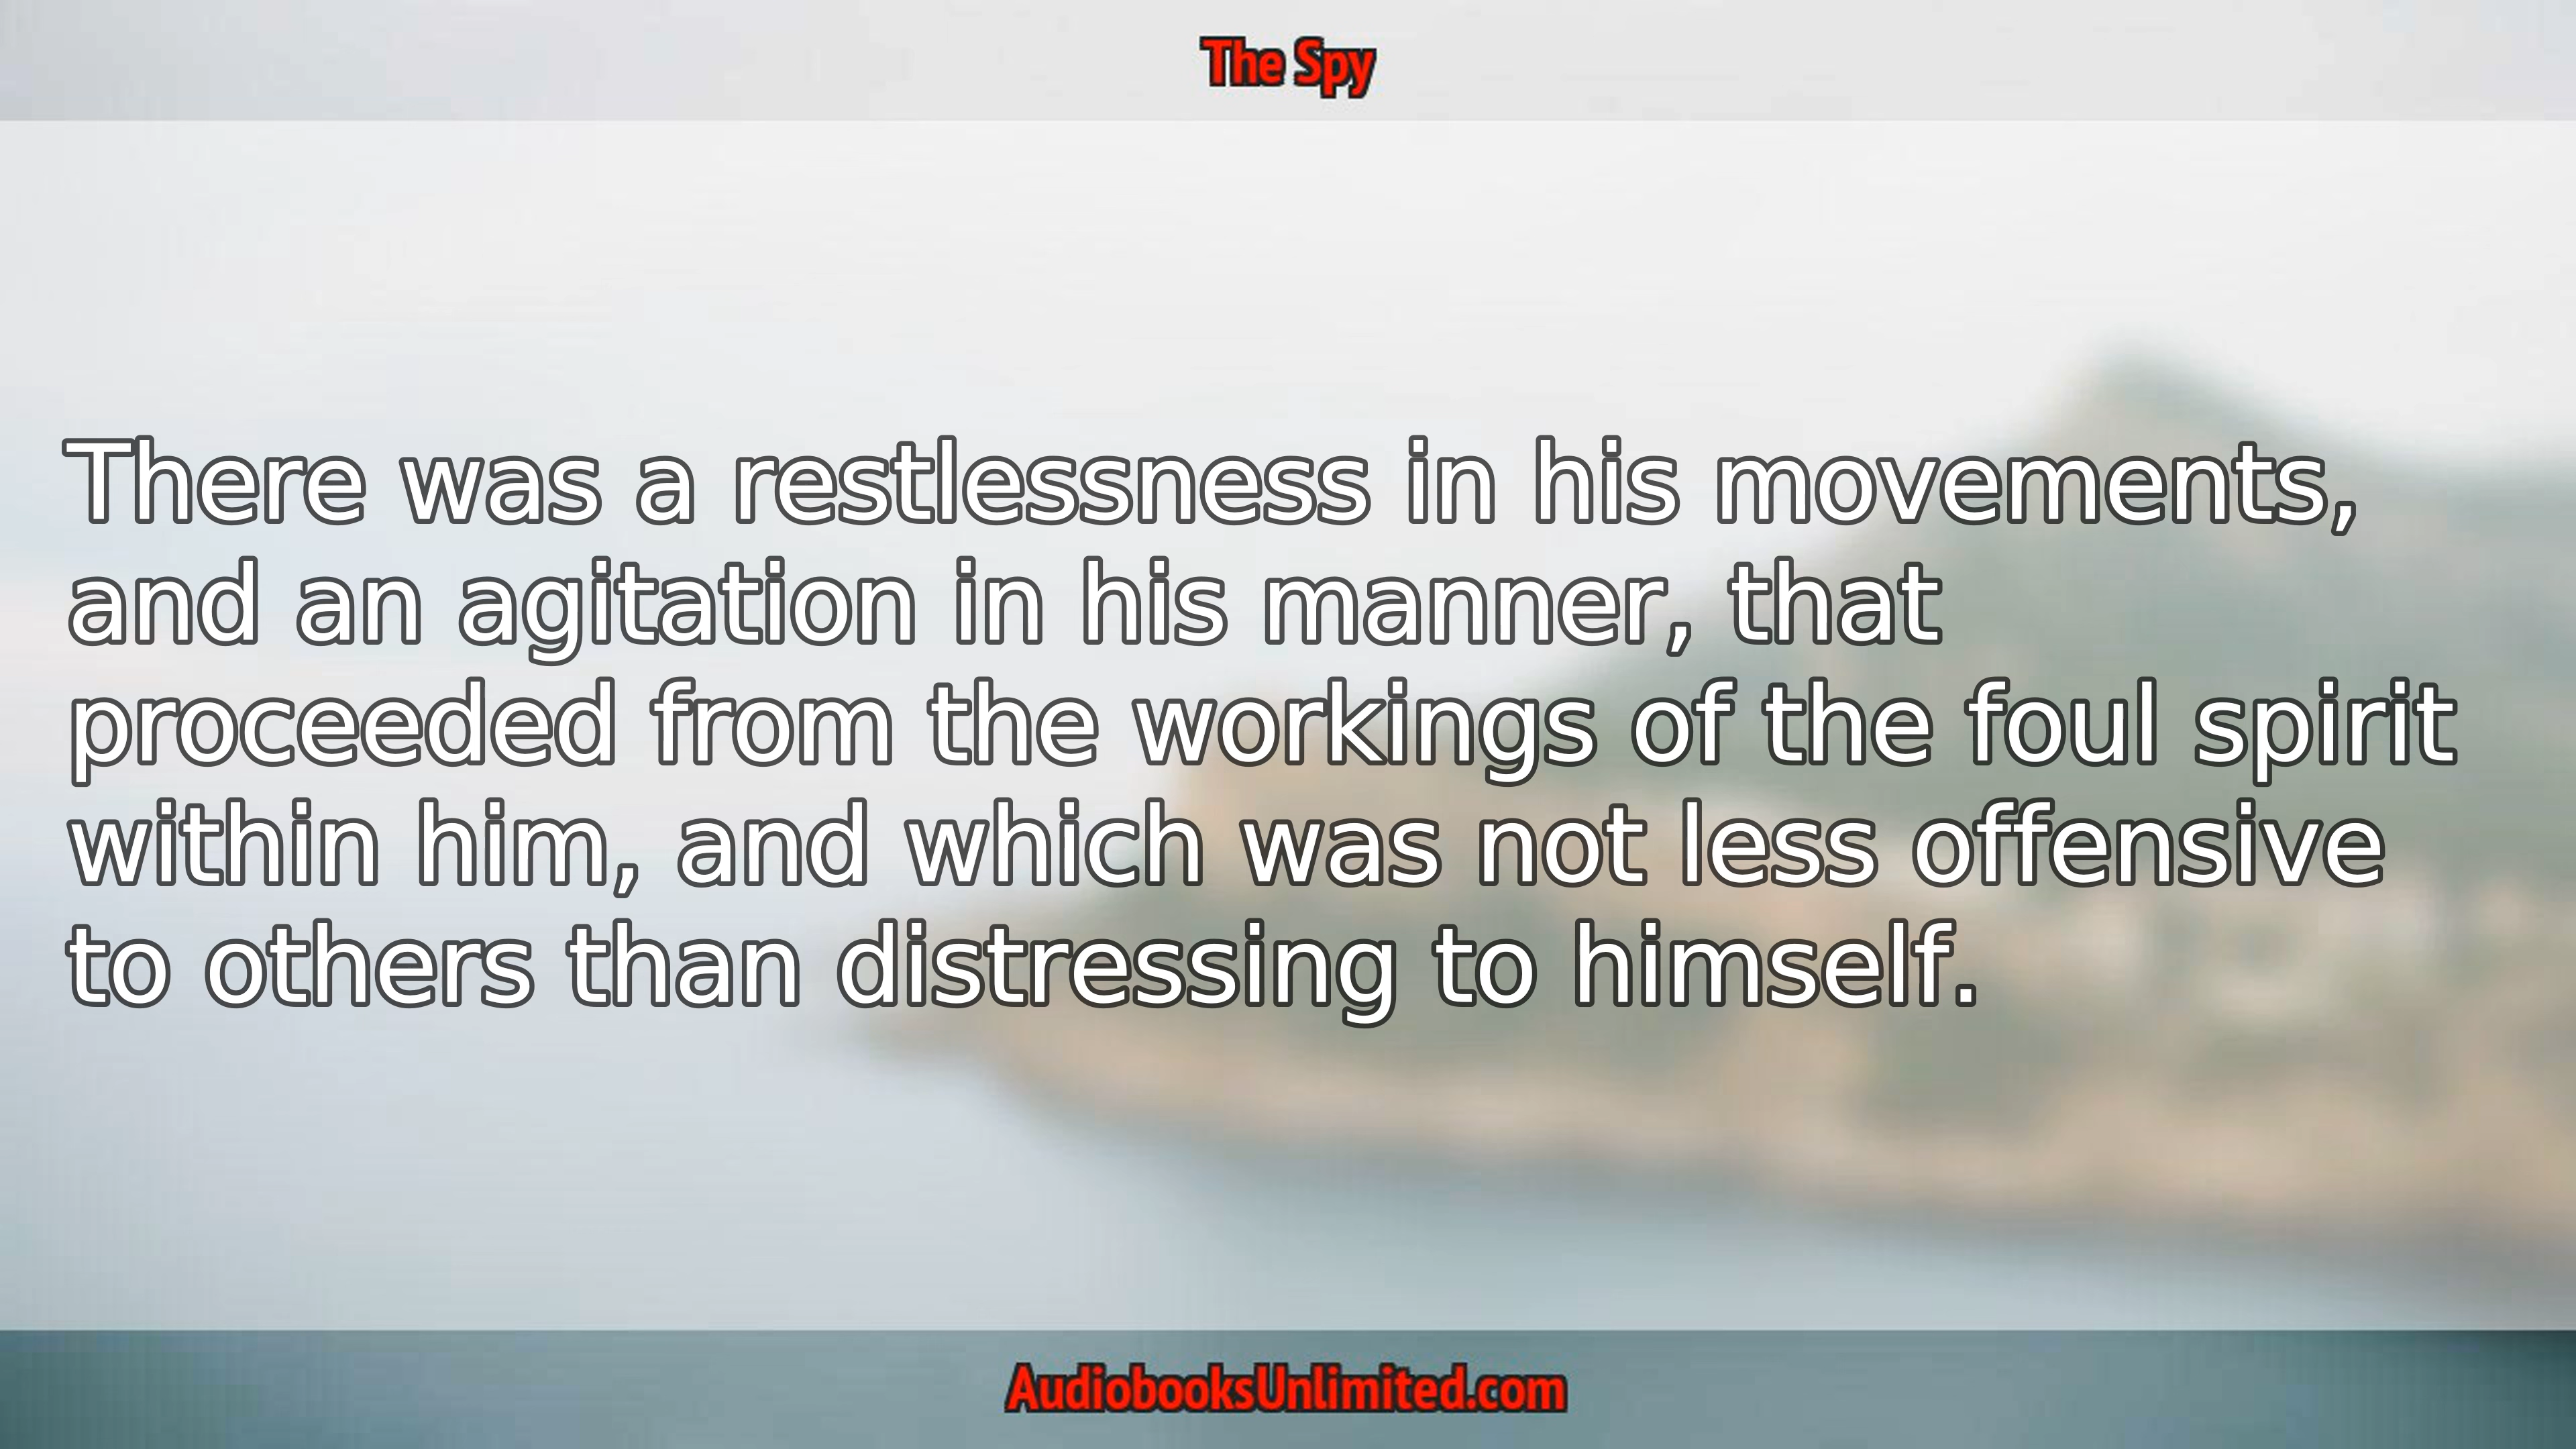 The Spy
There was a restlessness in his movements,
and an agitation in his manner, that
proceeded from the workings of the foul spirit
within him, and which was not less offensive
to others than distressing to himself.
AudiobooksUnlimited.com